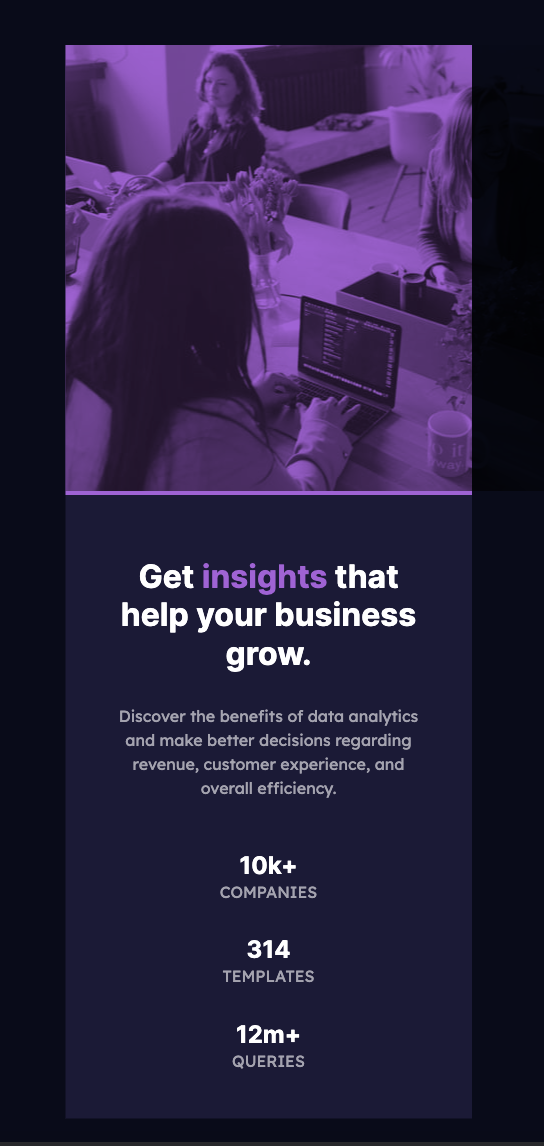 Get insights that
help your business
grow.
Discover the benefits of data analytics
and make better decisions regarding
revenue, customer experience, and
overall efficiency.
10k+
COMPANIES
314
TEMPLATES
12m+
QUERIES